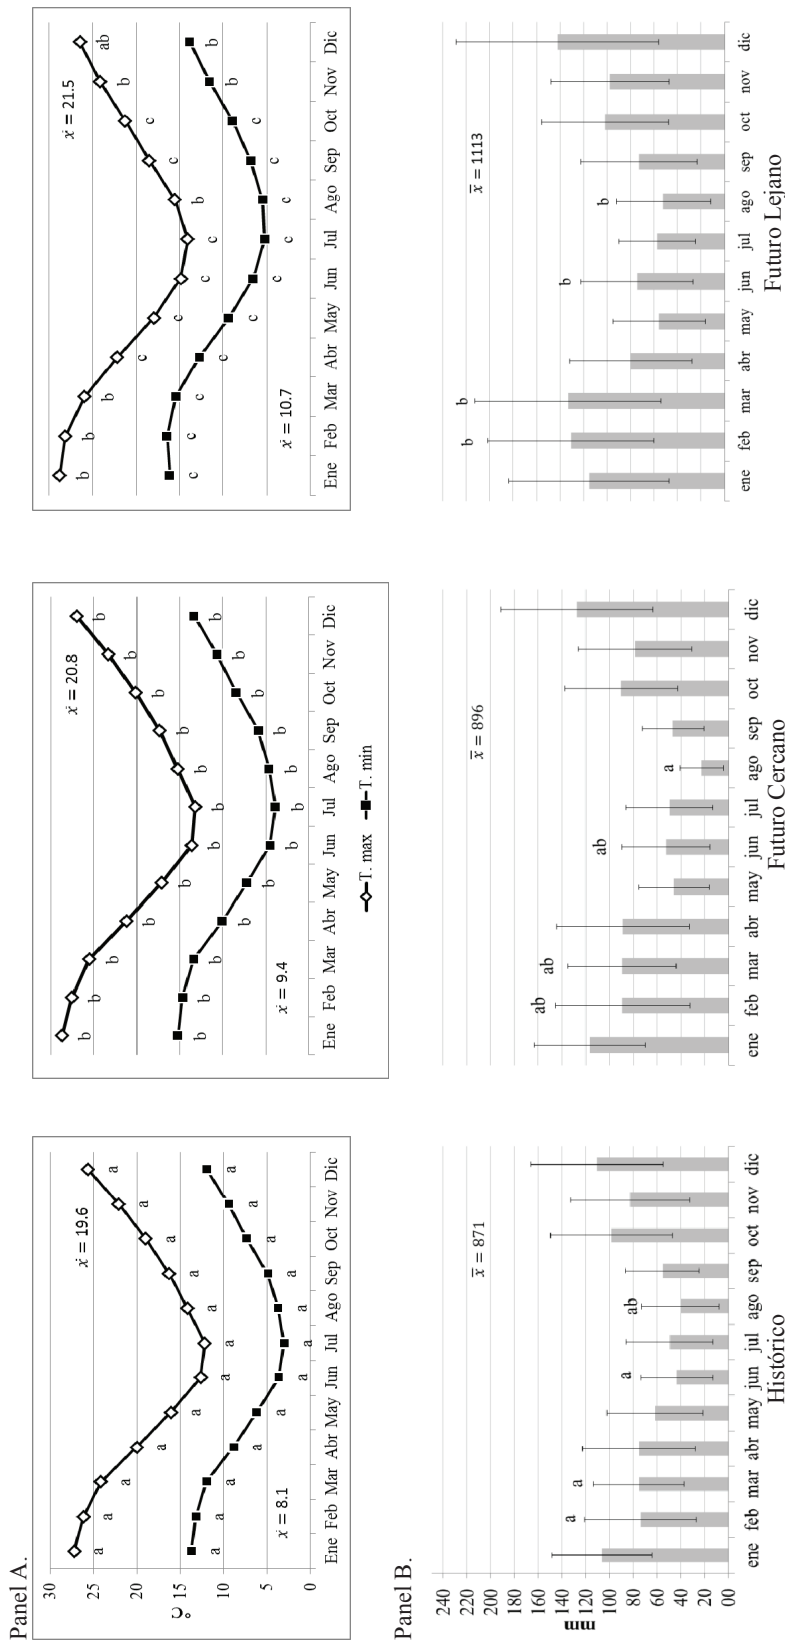 Panel A.
30
25
20
15
10
5
0
°C
ẍ = 19.6
a a a a a a a a a a a a
ẍ = 8.1
a a a a a a a a a a a a
Ene Feb Mar Abr May Jun Jul Ago Sep Oct Nov Dic
ẍ = 20.8
b b b b b b b b b b b b
ẍ = 9.4
b b b b b b b b b b b b
Ene Feb Mar Abr May Jun Jul Ago Sep Oct Nov Dic
T. max T. min
ẍ = 21.5
b b b c c c c b c c b ab
ẍ = 10.7
c c c c c c c c c c b b
Ene Feb Mar Abr May Jun Jul Ago Sep Oct Nov Dic
Panel B.
240
220
200
180
160
140
120
100
80
60
40
20
00
mm
x̄ = 871
a a a ab
ene feb mar abr may jun jul ago sep oct nov dic
Histórico
x̄ = 896
ab ab ab a
ene feb mar abr may jun jul ago sep oct nov dic
Futuro Cercano
x̄ = 1113
b b b b
ene feb mar abr may jun jul ago sep oct nov dic
Futuro Lejano